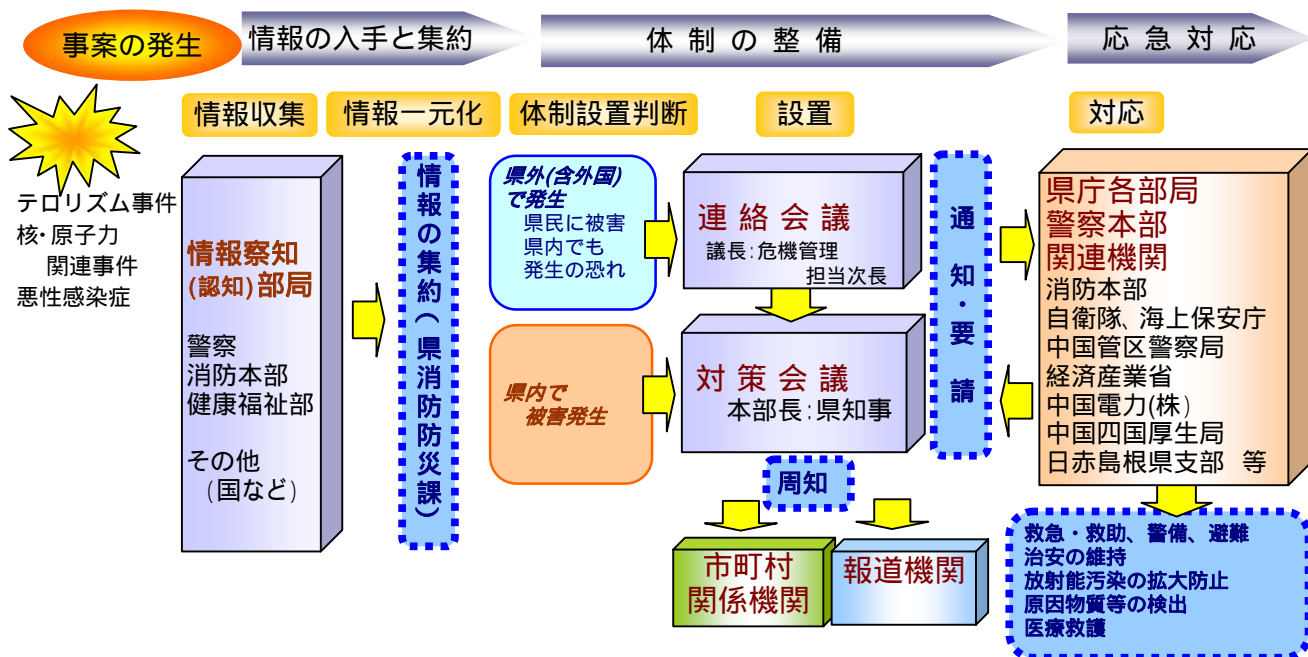 事案の発生
情報の入手と集約
体制の整備
応急対応
情報収集
情報一元化
体制設置判断
設置
対応
テロリズム事件
核・原子力
関連事件
悪性感染症
情報察知
(認知)部局
警察
消防本部
健康福祉部
その他
(国など)
情報の集約(県消防防災課)
県外(含外国)
で発生
県民に被害
県内でも
発生の恐れ
県内で
被害発生
連絡会議
議長:危機管理
担当次長
対策会議
本部長:県知事
通知・要請
県庁各部局
警察本部
関連機関
消防本部
自衛隊、海上保安庁
中国管区警察局
経済産業省
中国電力(株)
中国四国厚生局
日赤島根県支部 等
周知
市町村
関係機関
報道機関
救急・救助、警備、避難
治安の維持
放射能汚染の拡大防止
原因物質等の検出
医療救護